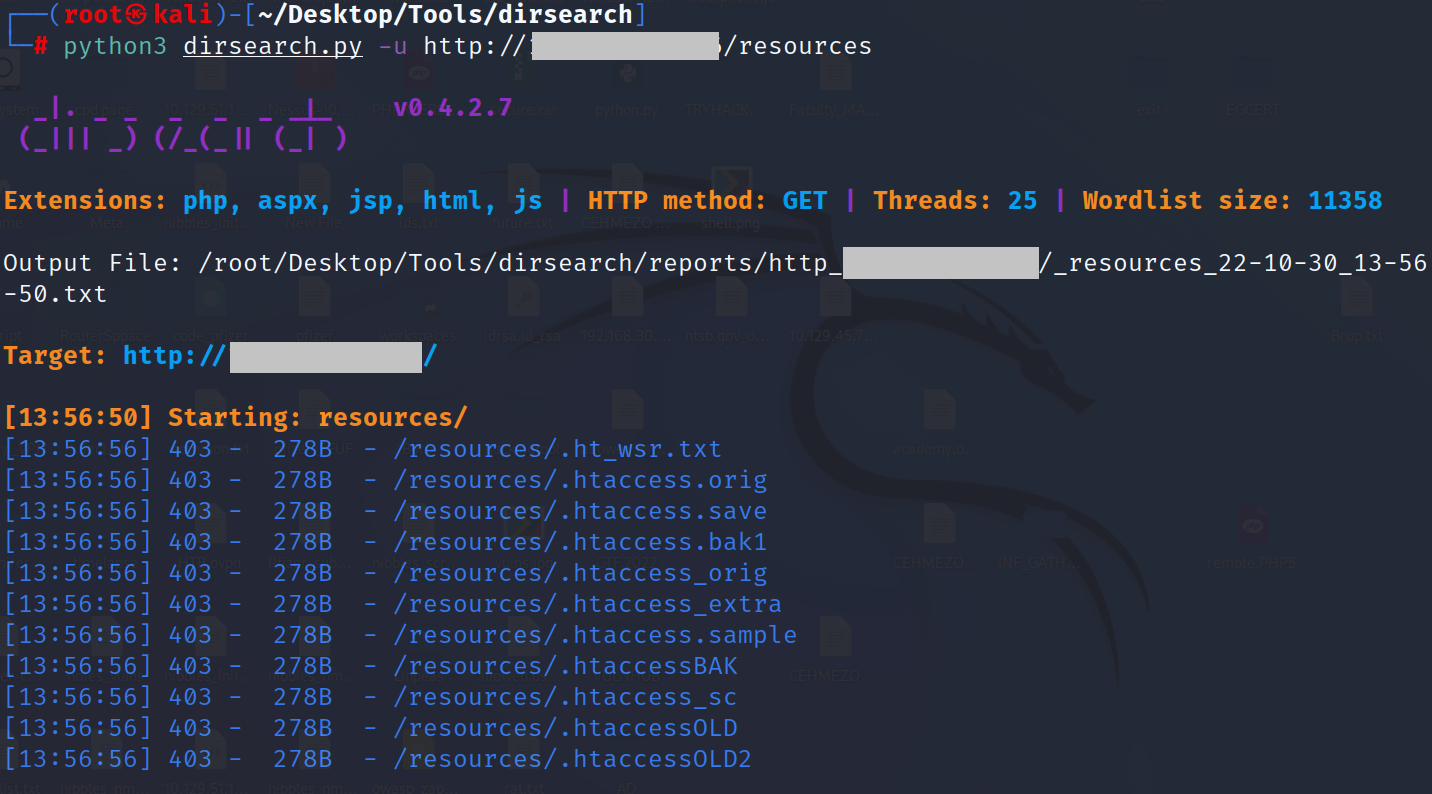 ┌──(root㉿kali)-[~/Desktop/Tools/dirsearch]
└─# python3 dirsearch.py -u http:// /resources
_|. _ _  _  _  _ _|_    v0.4.2.7
(_||| _) (/_(_|| (_| )
Extensions: php, aspx, jsp, html, js | HTTP method: GET | Threads: 25 | Wordlist size: 11358
Output File: /root/Desktop/Tools/dirsearch/reports/http_ /_resources_22-10-30_13-56
-50.txt
Target: http:// /
[13:56:50] Starting: resources/
[13:56:56] 403 -  278B  - /resources/.ht_wsr.txt
[13:56:56] 403 -  278B  - /resources/.htaccess.orig
[13:56:56] 403 -  278B  - /resources/.htaccess.save
[13:56:56] 403 -  278B  - /resources/.htaccess.bak1
[13:56:56] 403 -  278B  - /resources/.htaccess_orig
[13:56:56] 403 -  278B  - /resources/.htaccess_extra
[13:56:56] 403 -  278B  - /resources/.htaccess.sample
[13:56:56] 403 -  278B  - /resources/.htaccessBAK
[13:56:56] 403 -  278B  - /resources/.htaccess_sc
[13:56:56] 403 -  278B  - /resources/.htaccessOLD
[13:56:56] 403 -  278B  - /resources/.htaccessOLD2